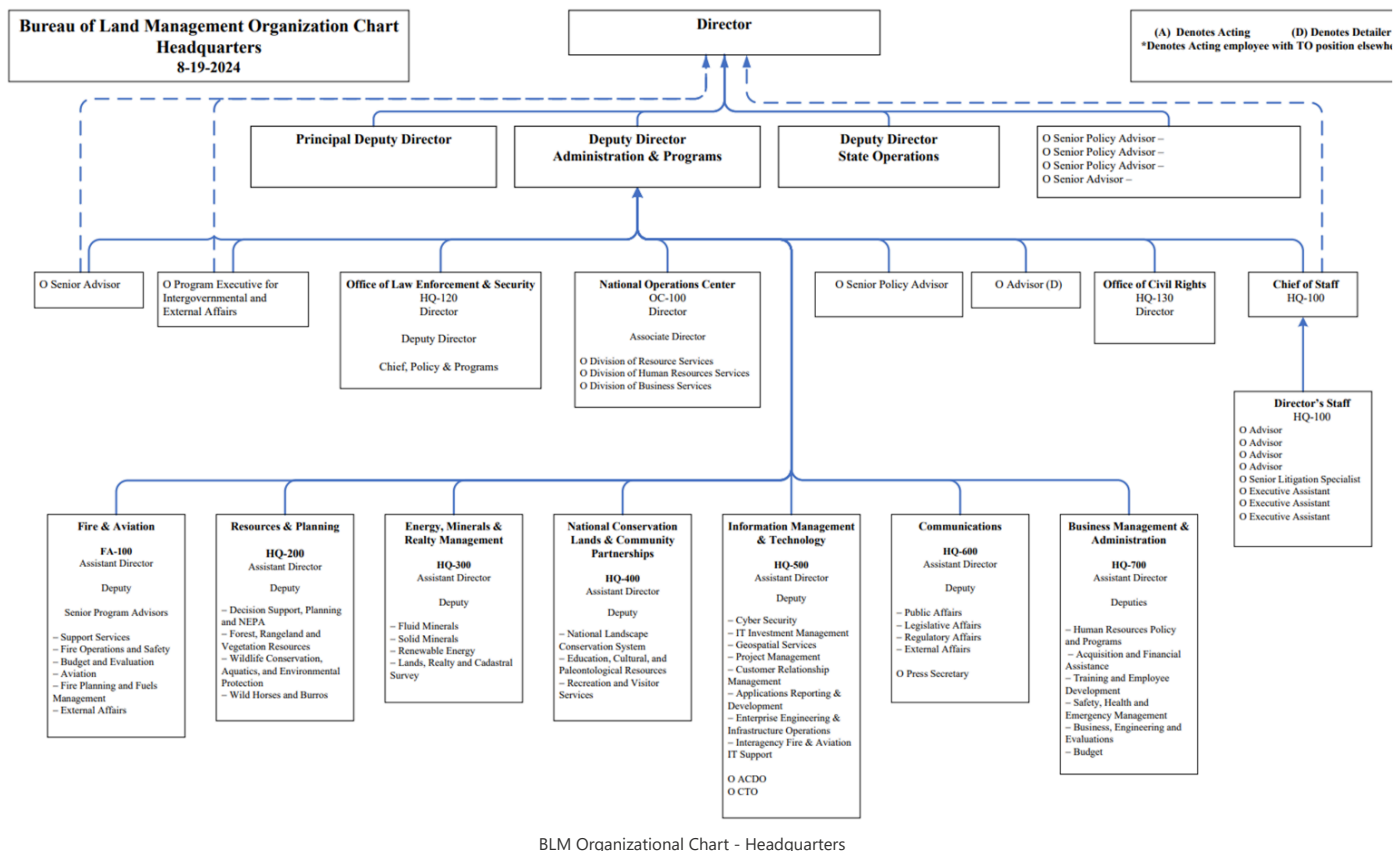 Bureau of Land Management Organization Chart
Headquarters
8-19-2024
Director
(A) Denotes Acting (D) Denotes Detailer
*Denotes Acting employee with TO position
Principal Deputy Director
Deputy Director
Administration & Programs
Deputy Director
State Operations
O Senior Policy Advisor –
O Senior Policy Advisor –
O Senior Policy Advisor –
O Senior Advisor –
O Senior Advisor
O Program Executive for
Intergovernmental and
External Affairs
Office of Law Enforcement & Security
HQ-120
Director
Deputy Director
Chief, Policy & Programs
National Operations Center
OC-100
Director
Associate Director
O Division of Resource Services
O Division of Human Resources Services
O Division of Business Services
O Senior Policy Advisor
O Advisor (D)
Office of Civil Rights
HQ-130
Director
Chief of Staff
HQ-100
Director's Staff
HQ-100
O Advisor
O Advisor
O Advisor
O Advisor
O Senior Litigation Specialist
O Executive Assistant
O Executive Assistant
O Executive Assistant
Fire & Aviation
FA-100
Assistant Director
Deputy
Senior Program Advisors
– Support Services
– Fire Operations and Safety
– Budget and Evaluation
– Aviation
– Fire Planning and Fuels
Management
– External Affairs
Resources & Planning
HQ-200
Assistant Director
Deputy
– Decision Support, Planning
and NEPA
– Forest, Rangeland and
Vegetation Resources
– Wildlife Conservation,
Aquatics, and Environmental
Protection
– Wild Horses and Burros
Energy, Minerals &
Realty Management
HQ-300
Assistant Director
Deputy
– Fluid Minerals
– Solid Minerals
– Renewable Energy
– Lands, Realty and Cadastral
Survey
National Conservation
Lands & Community
Partnerships
HQ-400
Assistant Director
Deputy
– National Landscape
Conservation System
– Education, Cultural, and
Paleontological Resources
– Recreation and Visitor
Services
Information Management
& Technology
HQ-500
Assistant Director
Deputy
– Cyber Security
– IT Investment Management
– Geospatial Services
– Project Management
– Customer Relationship
Management
– Applications Reporting &
Development
– Enterprise Engineering &
Infrastructure Operations
– Interagency Fire & Aviation
IT Support
O ACDO
O CTO
Communications
HQ-600
Assistant Director
Deputy
– Public Affairs
– Legislative Affairs
– Regulatory Affairs
– External Affairs
O Press Secretary
Business Management &
Administration
HQ-700
Assistant Director
Deputies
– Human Resources Policy
and Programs
– Acquisition and Financial
Assistance
– Training and Employee
Development
– Safety, Health and
Emergency Management
– Business, Engineering and
Evaluations
– Budget
BLM Organizational Chart - Headquarters